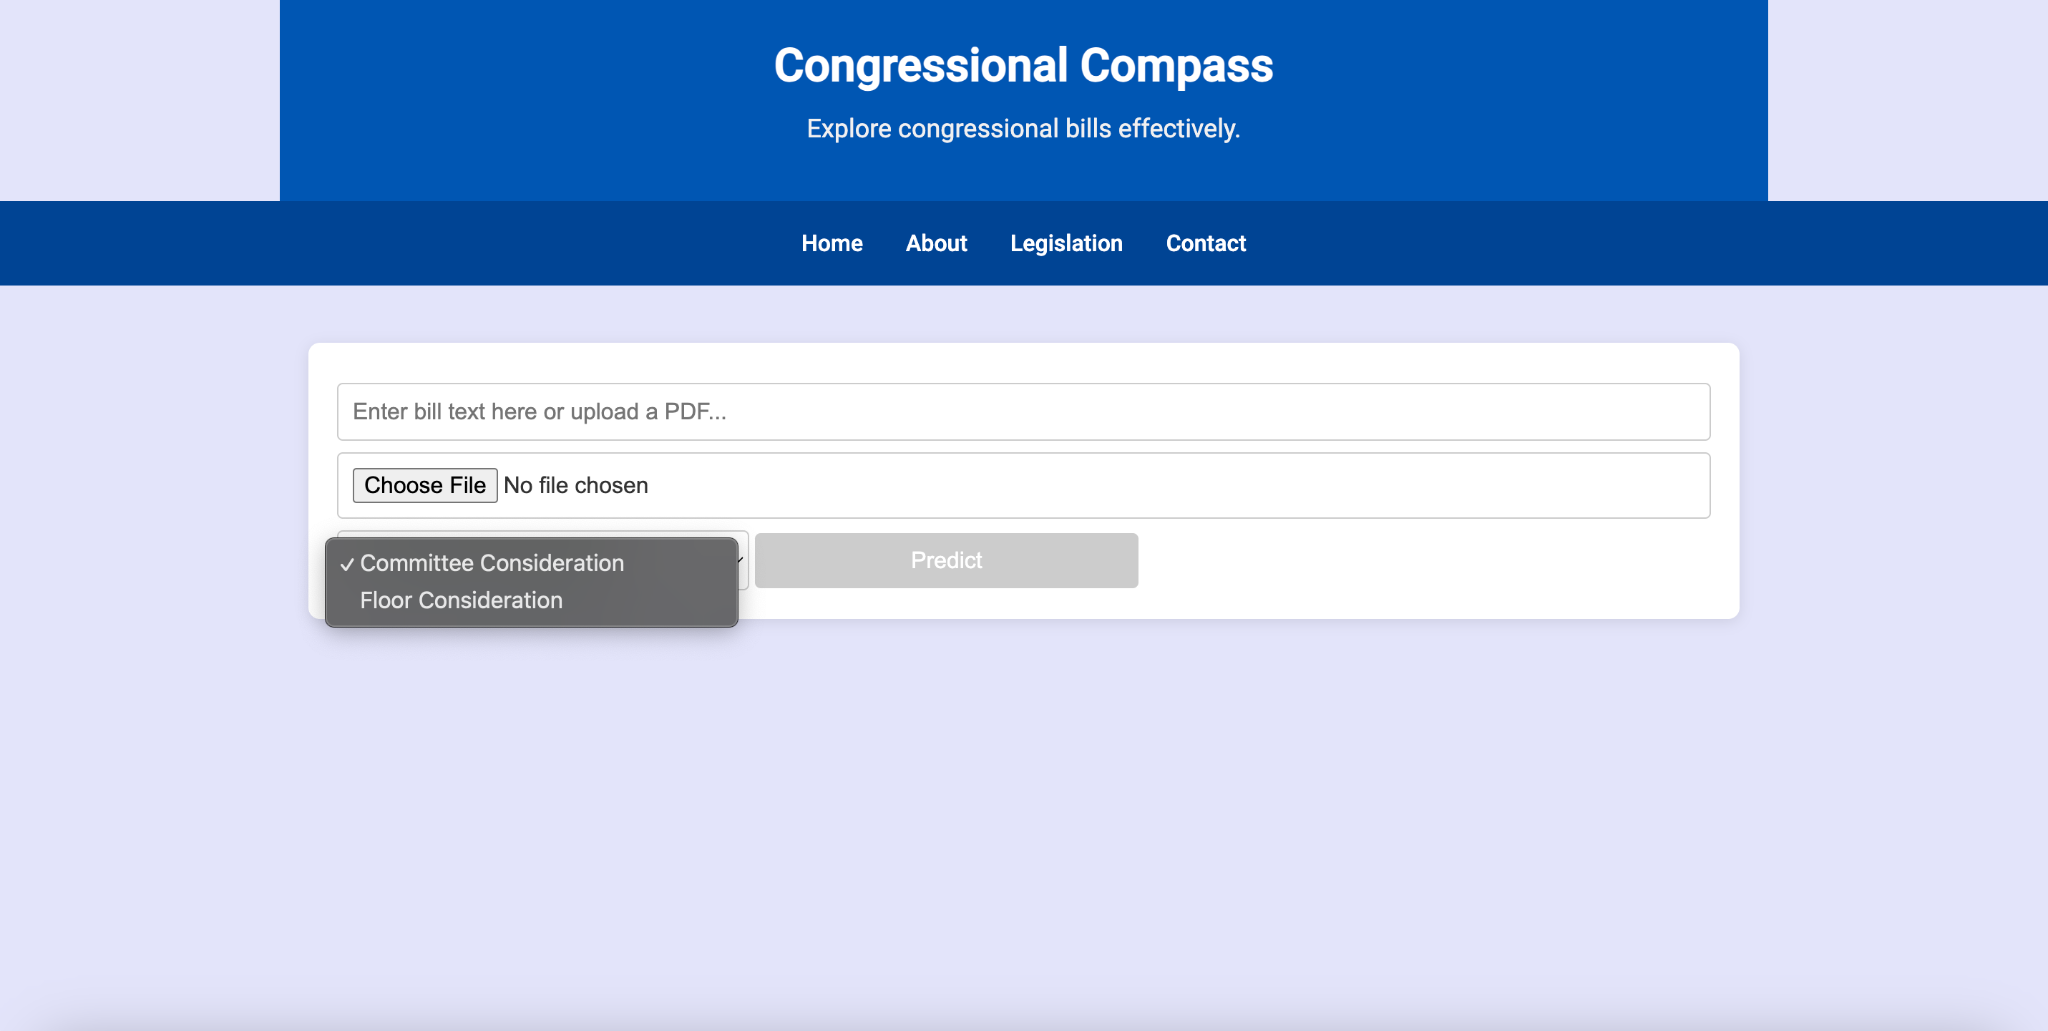 Congressional Compass
Explore congressional bills effectively.
Home About Legislation Contact
Enter bill text here or upload a PDF...
Choose File No file chosen
✓ Committee Consideration
Predict
Floor Consideration